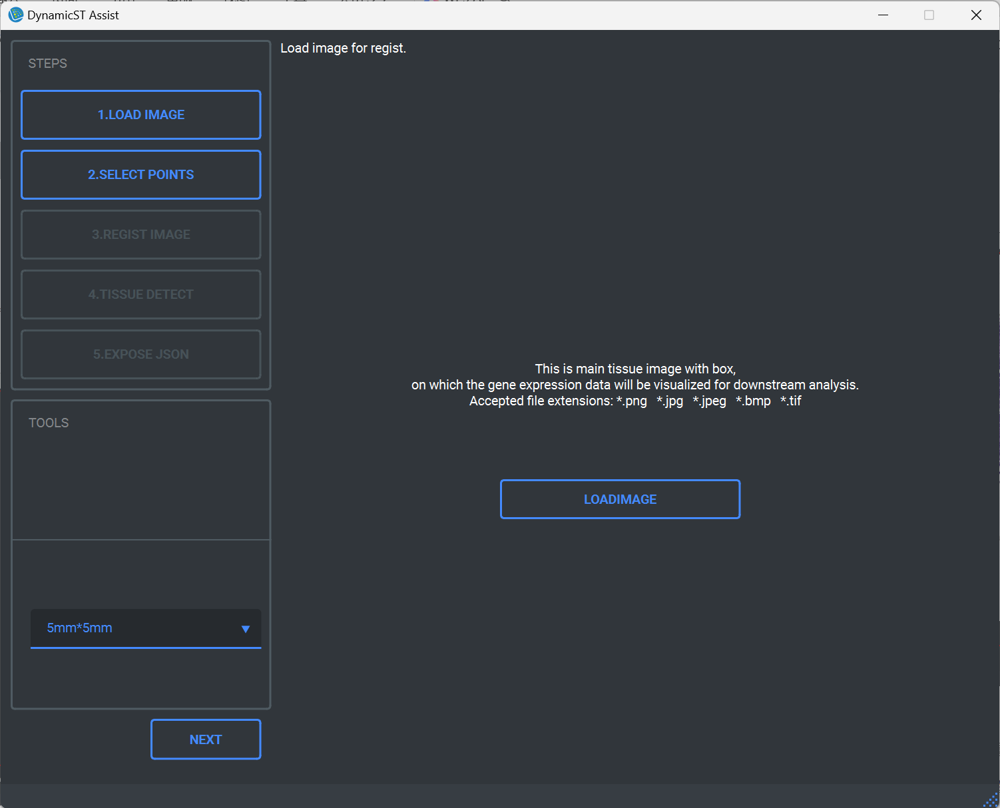 DynamicST Assist
STEPS
1.LOAD IMAGE
2.SELECT POINTS
3.REGIST IMAGE
4.TISSUE DETECT
5.EXPOSE JSON
TOOLS
5mm*5mm
NEXT
Load image for regist.
This is main tissue image with box,
on which the gene expression data will be visualized for downstream analysis.
Accepted file extensions: *.png *.jpg *.jpeg *.bmp *.tif
LOADIMAGE